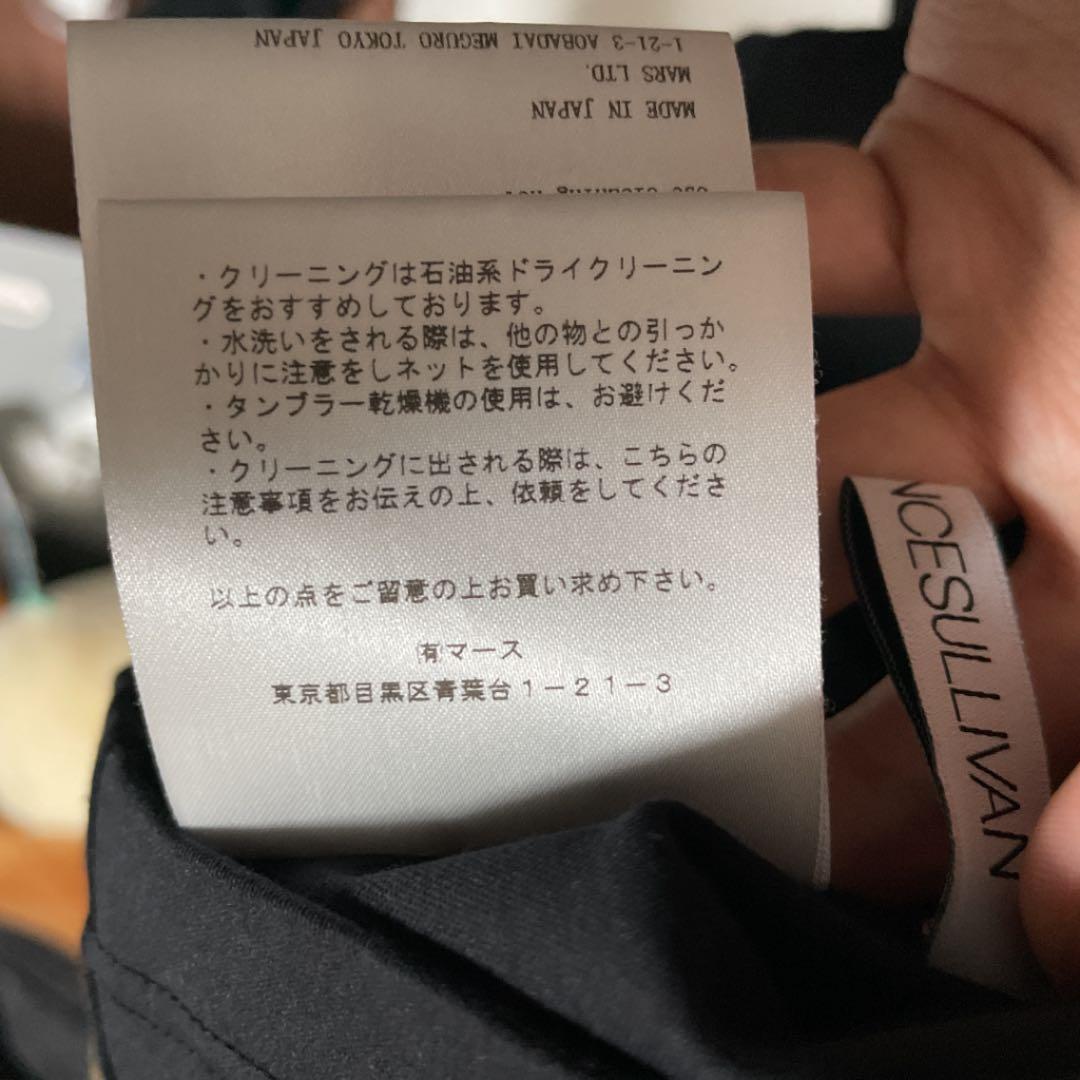 1-21-3 AOBADAI MEGURO TOKYO JAPAN
MARS LTD.
MADE IN JAPAN
・クリーニングは石油系ドライクリーニン
グをおすすめしております。
・水洗いをされる際は、他の物との引っか
かりに注意をしネットを使用してください。
・タンブラー乾燥機の使用は、お避けくだ
さい。
・クリーニングに出される際は、こちらの
注意事項をお伝えの上、依頼をしてくださ
い。
以上の点をご留意の上お買い求め下さい。
㈲マース
東京都目黒区青葉台1－21－3
NCESULLIVAN